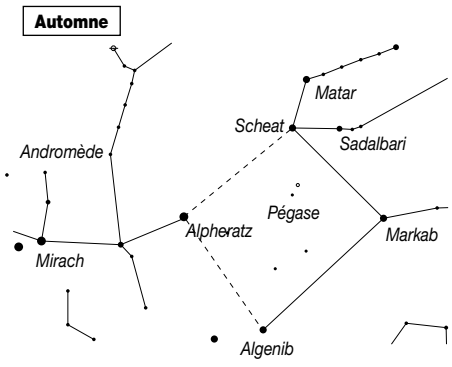 Automne
Matar
Scheat
Sadalbari
Andromède
Pégase
Alpheratz
Markab
Mirach
Algenib